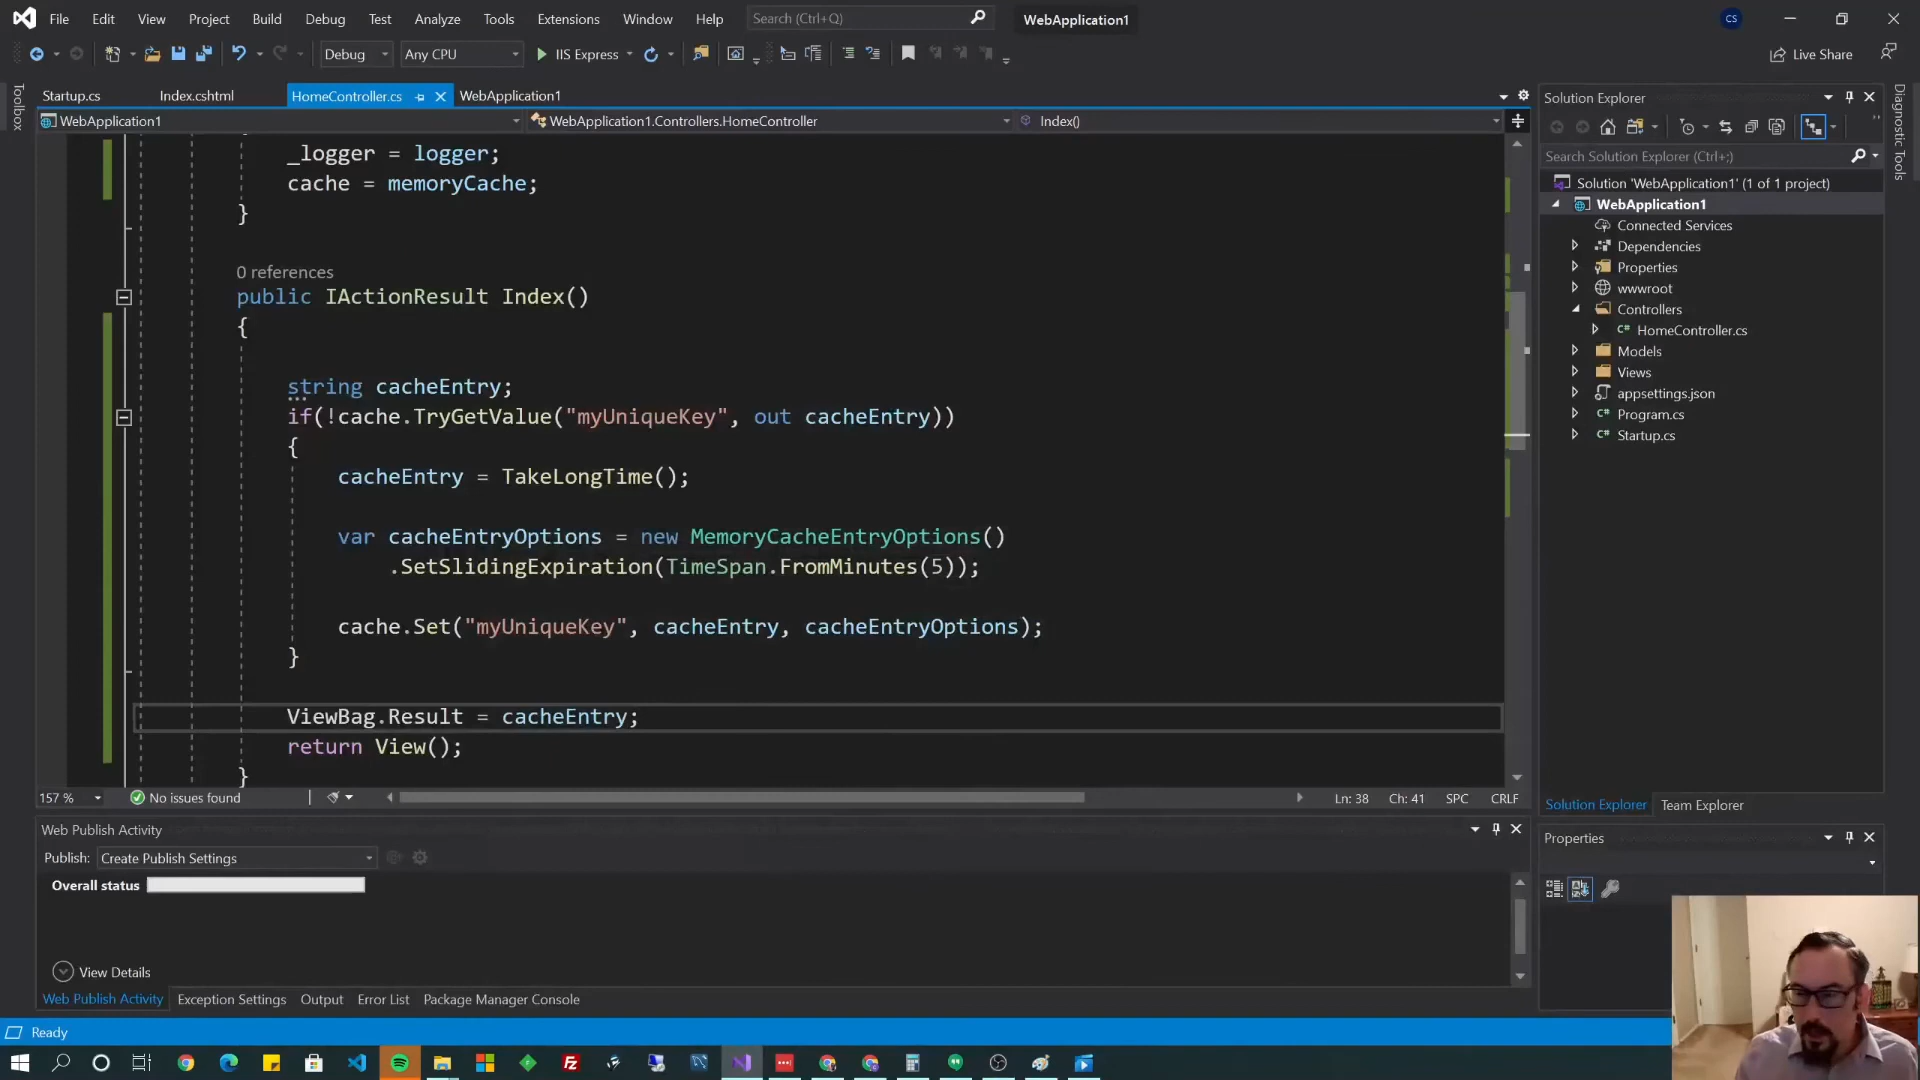 File Edit View Project Build Debug Test Analyze Tools Extensions Window Help Search (Ctrl+Q) WebApplication1 CS
Debug Any CPU IIS Express Live Share
Toolbox
Startup.cs Index.cshtml HomeController.cs WebApplication1
WebApplication1 WebApplication1.Controllers.HomeController Index()
_logger = logger;
cache = memoryCache;
}
0 references
public IActionResult Index()
{
string cacheEntry;
if(!cache.TryGetValue("myUniqueKey", out cacheEntry))
{
cacheEntry = TakeLongTime();
var cacheEntryOptions = new MemoryCacheEntryOptions()
.SetSlidingExpiration(TimeSpan.FromMinutes(5));
cache.Set("myUniqueKey", cacheEntry, cacheEntryOptions);
}
ViewBag.Result = cacheEntry;
return View();
}
157 % No issues found Ln: 38 Ch: 41 SPC CRLF
Web Publish Activity
Publish: Create Publish Settings
Overall status
View Details
Web Publish Activity Exception Settings Output Error List Package Manager Console
Ready
Solution Explorer
Search Solution Explorer (Ctrl+;)
Solution 'WebApplication1' (1 of 1 project)
WebApplication1
Connected Services
Dependencies
Properties
wwwroot
Controllers
C# HomeController.cs
Models
Views
appsettings.json
C# Program.cs
C# Startup.cs
Solution Explorer Team Explorer
Properties
Diagnostic Tools